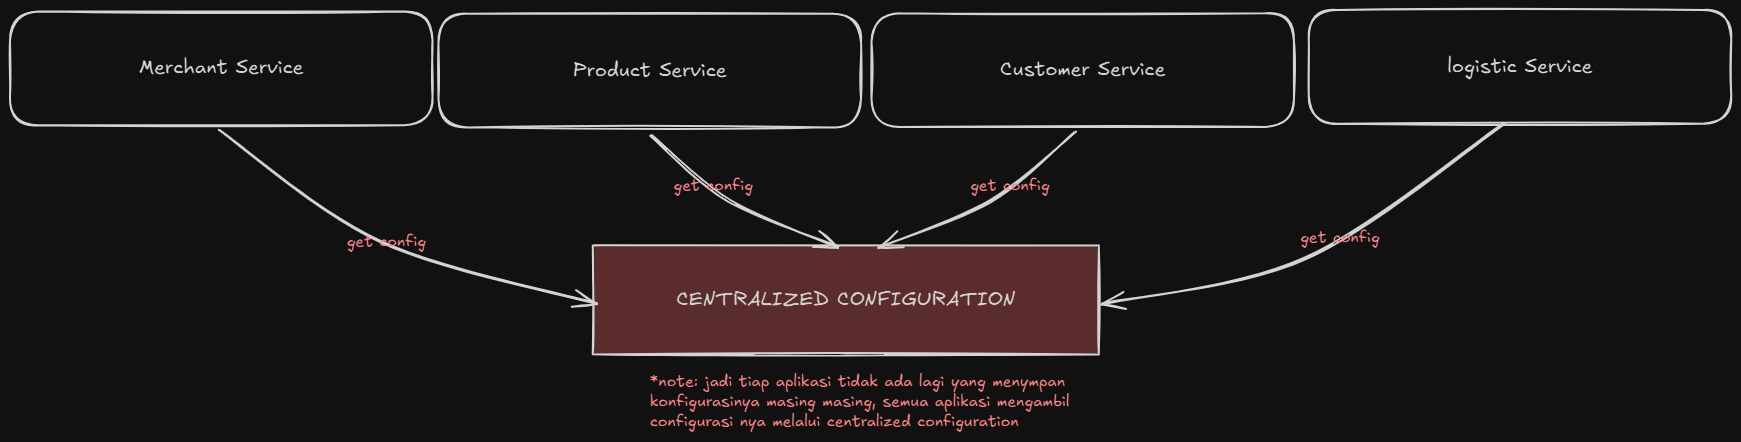 Merchant Service
Product Service
Customer Service
logistic Service
get config
get config
get config
get config
CENTRALIZED CONFIGURATION
*note: jadi tiap aplikasi tidak ada lagi yang menympan
konfigurasinya masing masing, semua aplikasi mengambil
configurasi nya melalui centralized configuration